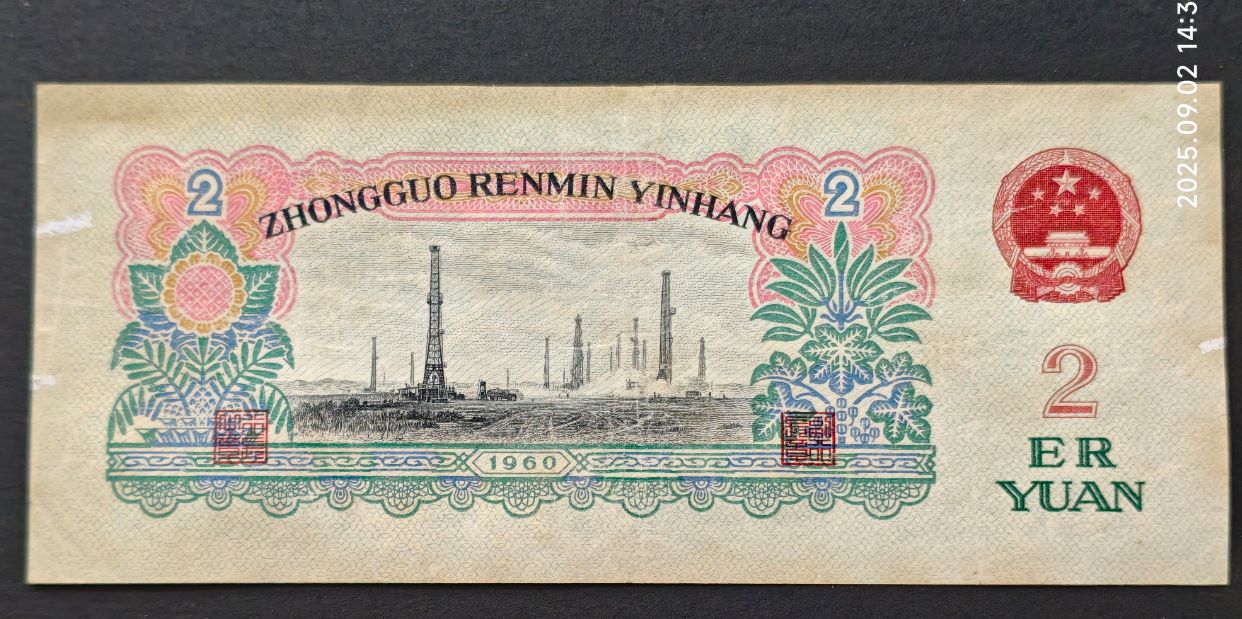 2025.09.02 14:3
2
ZHONGGUO RENMIN YINHANG
2
1960
2
ER
YUAN